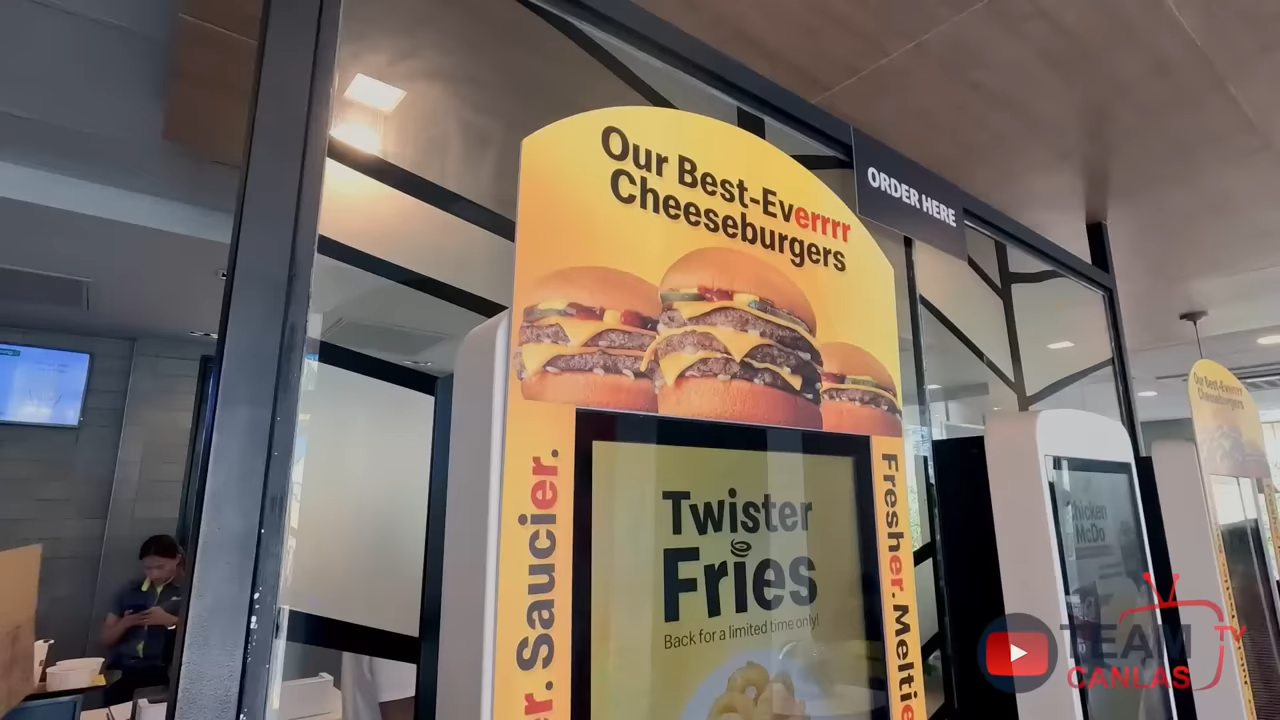 Our Best-Everrrr
Cheeseburgers
ORDER HERE
er. Saucier.
Twister
Fries
Back for a limited time only!
Fresher. Meltie
Chicken
McDo
Our Best-Everrrr
Cheeseburgers
TEAM
CANLAS
TV